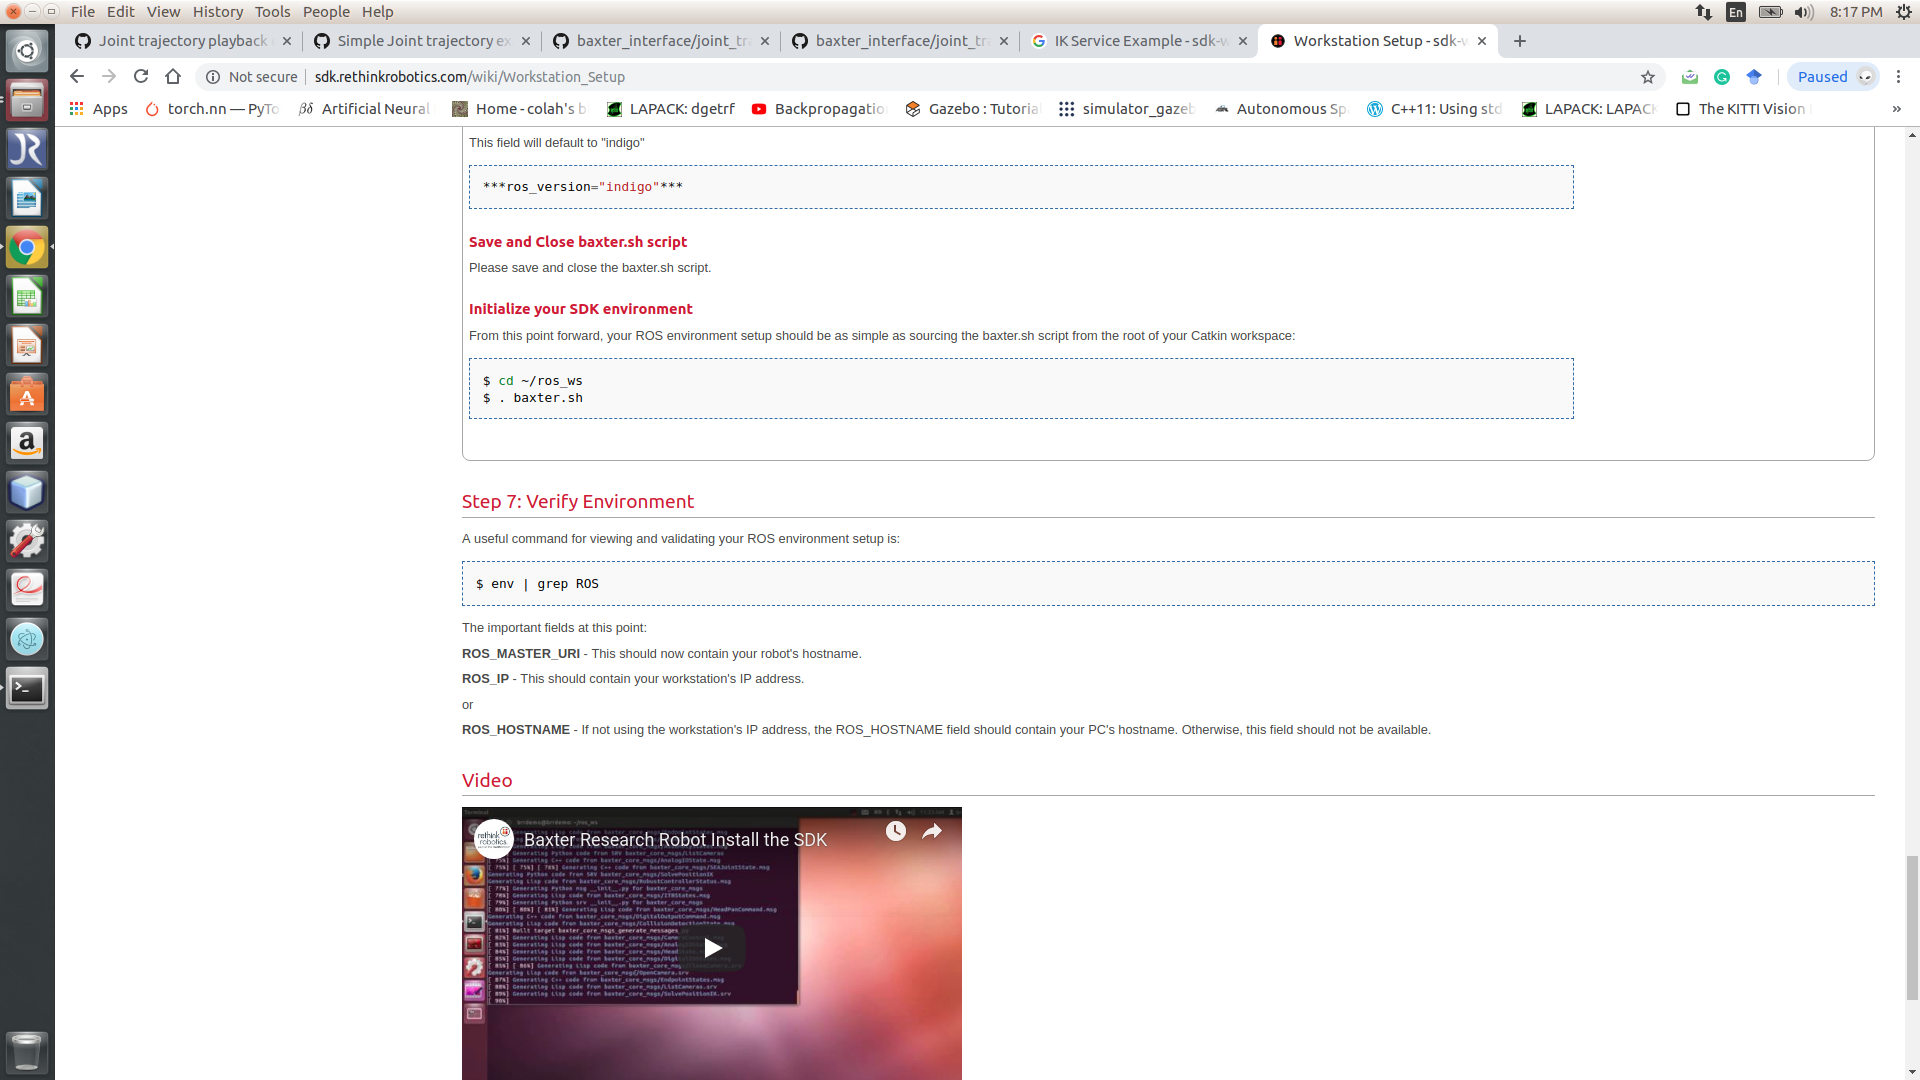 File Edit View History Tools People Help
En
8:17 PM
Joint trajectory playback
Simple Joint trajectory ex
baxter_interface/joint_tr
baxter_interface/joint_tr
IK Service Example - sdk-w
Workstation Setup - sdk-w
Not secure
sdk.rethinkrobotics.com/wiki/Workstation_Setup
Paused
Apps
torch.nn — PyTo
Artificial Neural
Home - colah's b
LAPACK: dgetrf
Backpropagatio
Gazebo : Tutoria
simulator_gazeb
Autonomous Sp
C++11: Using std
LAPACK: LAPACK
The KITTI Vision
»
This field will default to "indigo"
***ros_version="indigo"***
Save and Close baxter.sh script
Please save and close the baxter.sh script.
Initialize your SDK environment
From this point forward, your ROS environment setup should be as simple as sourcing the baxter.sh script from the root of your Catkin workspace:
$ cd ~/ros_ws
$ . baxter.sh
Step 7: Verify Environment
A useful command for viewing and validating your ROS environment setup is:
$ env | grep ROS
The important fields at this point:
ROS_MASTER_URI - This should now contain your robot's hostname.
ROS_IP - This should contain your workstation's IP address.
or
ROS_HOSTNAME - If not using the workstation's IP address, the ROS_HOSTNAME field should contain your PC's hostname. Otherwise, this field should not be available.
Video
rethink robotics
Baxter Research Robot Install the SDK